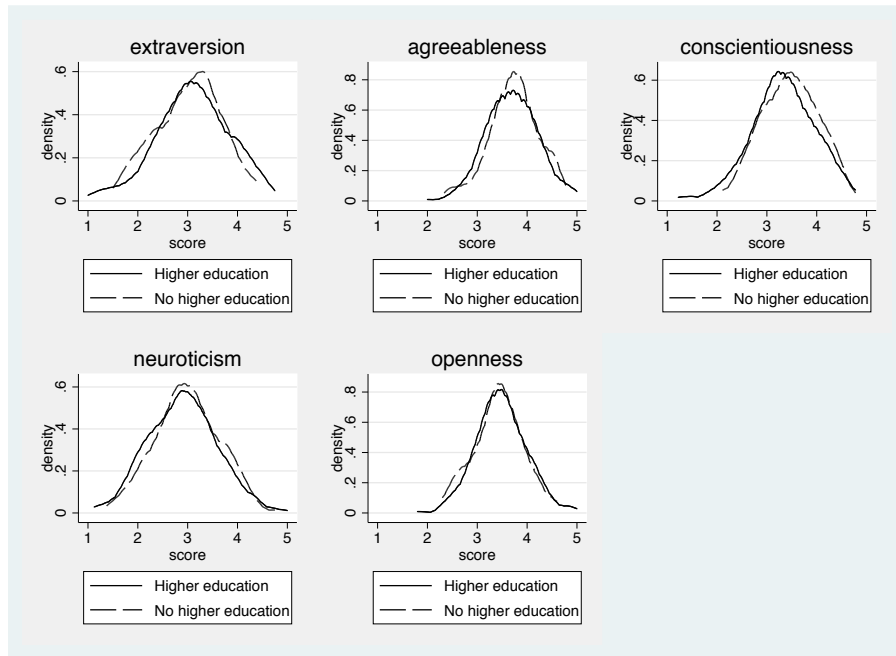 extraversion
density
0 .2 .4 .6
1 2 3 4 5
score
Higher education
No higher education
agreeableness
density
0 .2 .4 .6 .8
1 2 3 4 5
score
Higher education
No higher education
conscientiousness
density
0 .2 .4 .6
1 2 3 4 5
score
Higher education
No higher education
neuroticism
density
0 .2 .4 .6
1 2 3 4 5
score
Higher education
No higher education
openness
density
0 .2 .4 .6 .8
1 2 3 4 5
score
Higher education
No higher education